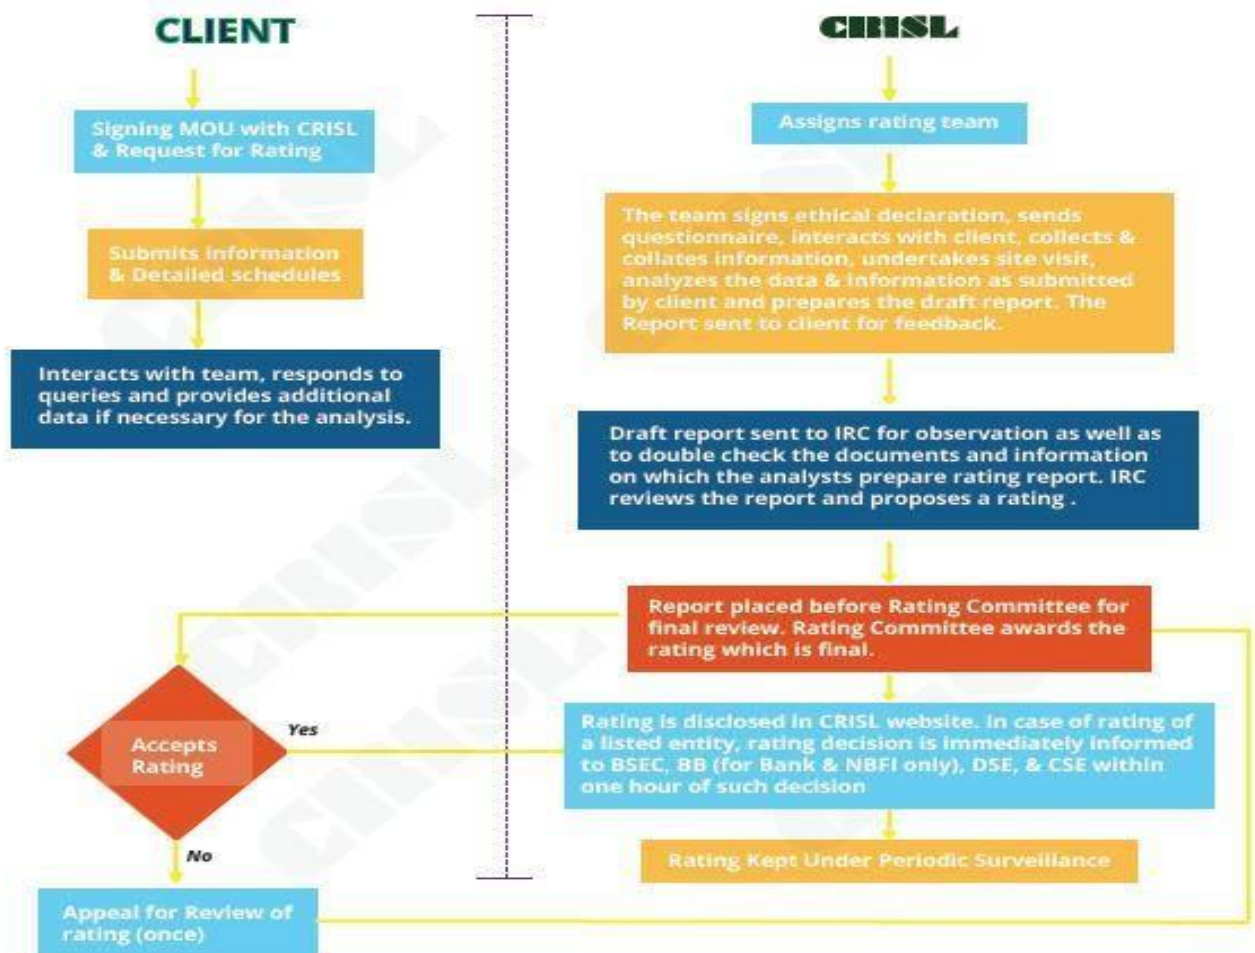 CLIENT
Signing MOU with CRISL
& Request for Rating
Submits Information
& Detailed schedules
Interacts with team, responds to
queries and provides additional
data if necessary for the analysis.
Accepts
Rating
Yes
No
Appeal for Review of
rating (once)
CRISL
Assigns rating team
The team signs ethical declaration, sends
questionnaire, interacts with client, collects &
collates information, undertakes site visit,
analyzes the data & information as submitted
by client and prepares the draft report. The
Report sent to client for feedback.
Draft report sent to IRC for observation as well as
to double check the documents and information
on which the analysts prepare rating report. IRC
reviews the report and proposes a rating .
Report placed before Rating Committee for
final review. Rating Committee awards the
rating which is final.
Rating is disclosed in CRISL website. In case of rating of
a listed entity, rating decision is immediately informed
to BSEC, BB (for Bank & NBFI only), DSE, & CSE within
one hour of such decision
Rating Kept Under Periodic Surveillance
CRISL
CRISL
CRISL
CRISL